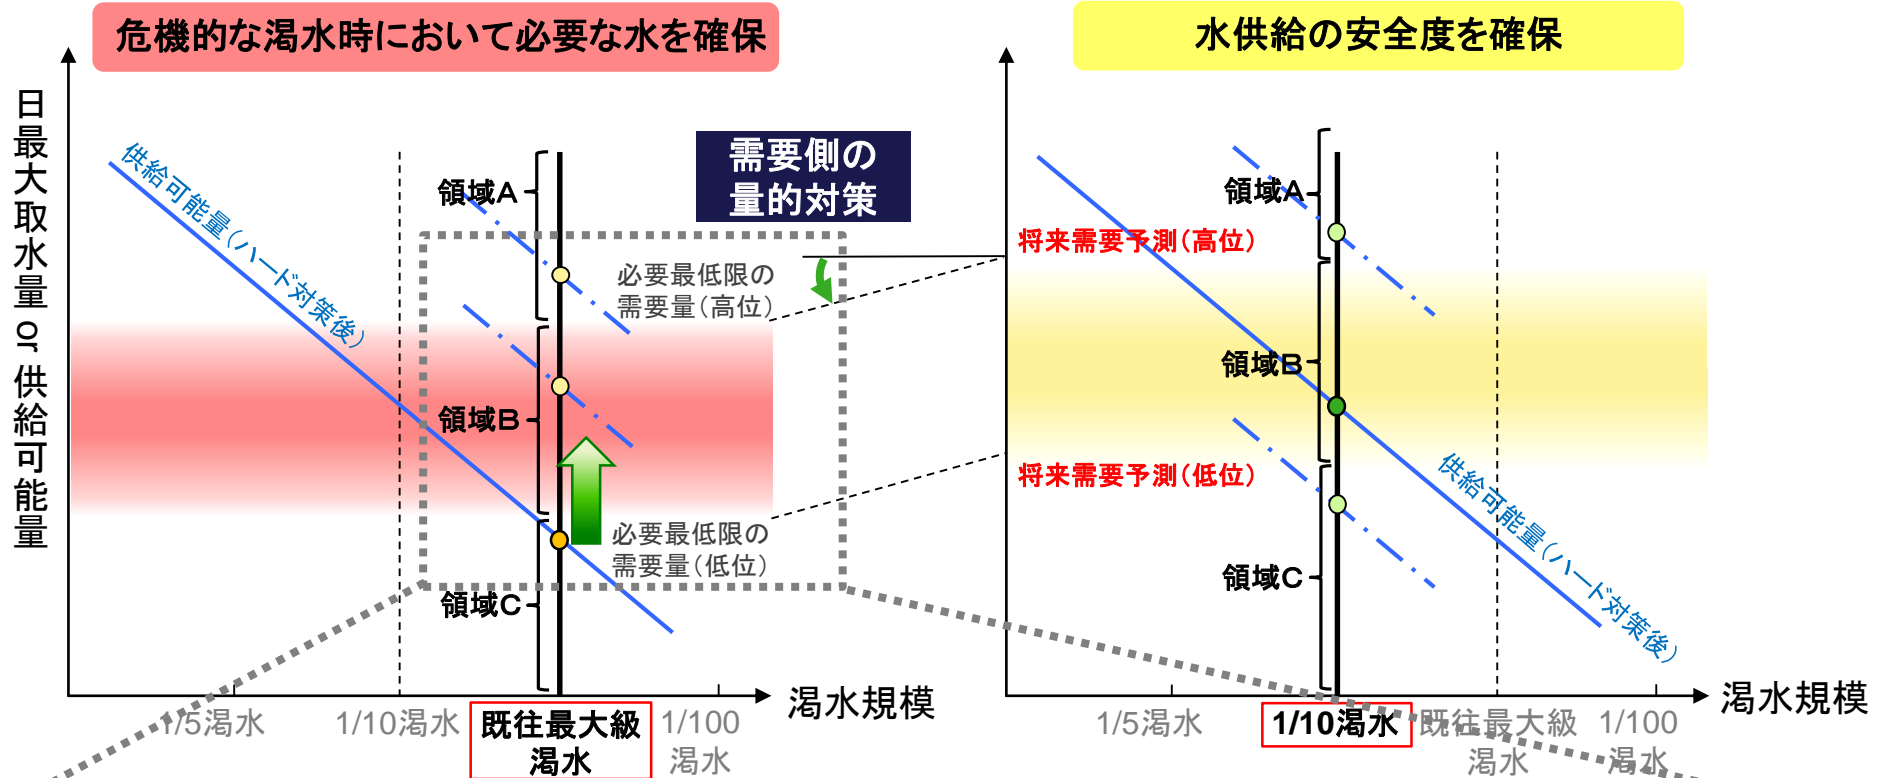 危機的な渇水時において必要な水を確保
日最大取水量 or 供給可能量
供給可能量(ハード対策後)
領域A
領域B
領域C
需要側の
量的対策
必要最低限の
需要量(高位)
必要最低限の
需要量(低位)
1/5渇水
1/10渇水
既往最大級
渇水
1/100
渇水
渇水規模
水供給の安全度を確保
将来需要予測(高位)
将来需要予測(低位)
領域A
領域B
領域C
供給可能量(ハード対策後)
1/5渇水
1/10渇水
既往最大級
渇水
1/100
渇水
渇水規模